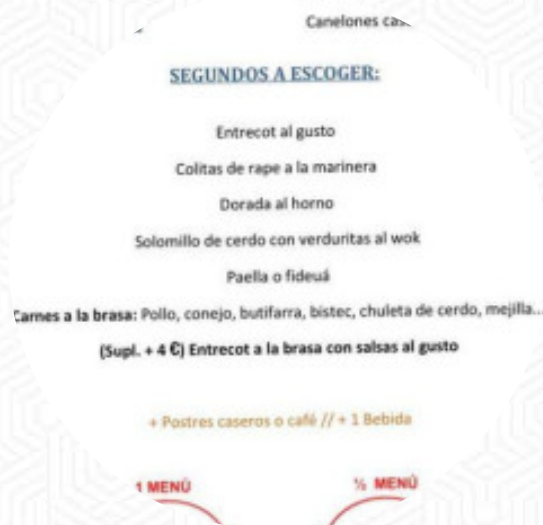 Canelones
SEGUNDOS A ESCOGER:
Entrecot al gusto
Colitas de rape a la marinera
Dorada al horno
Solomillo de cerdo con verduritas al wok
Paella o fideuá
Carnes a la brasa: Pollo, conejo, butifarra, bistec, chuleta de cerdo, mejilla...
(Supl. + 4 €) Entrecot a la brasa con salsas al gusto
+ Postres caseros o café // + 1 Bebida
1 MENÚ ½ MENÚ